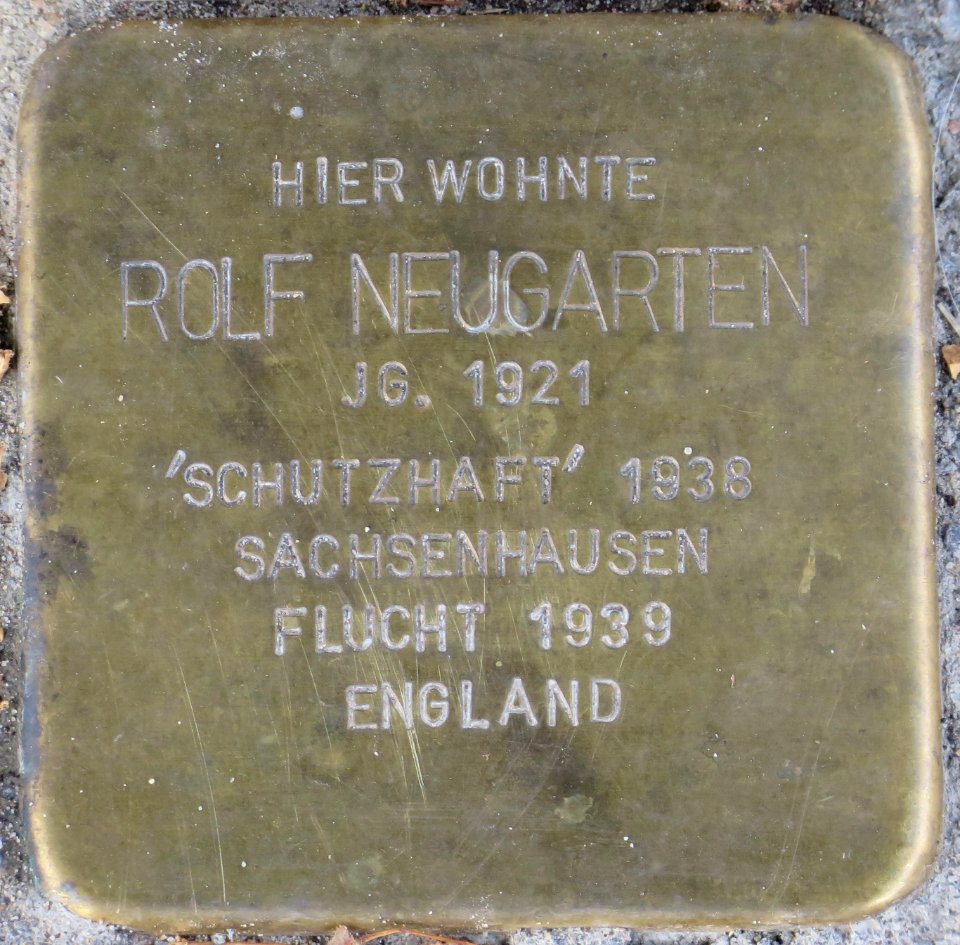 HIER WOHNTE
ROLF NEUGARTEN
JG. 1921
'SCHUTZHAFT' 1938
SACHSENHAUSEN
FLUCHT 1939
ENGLAND